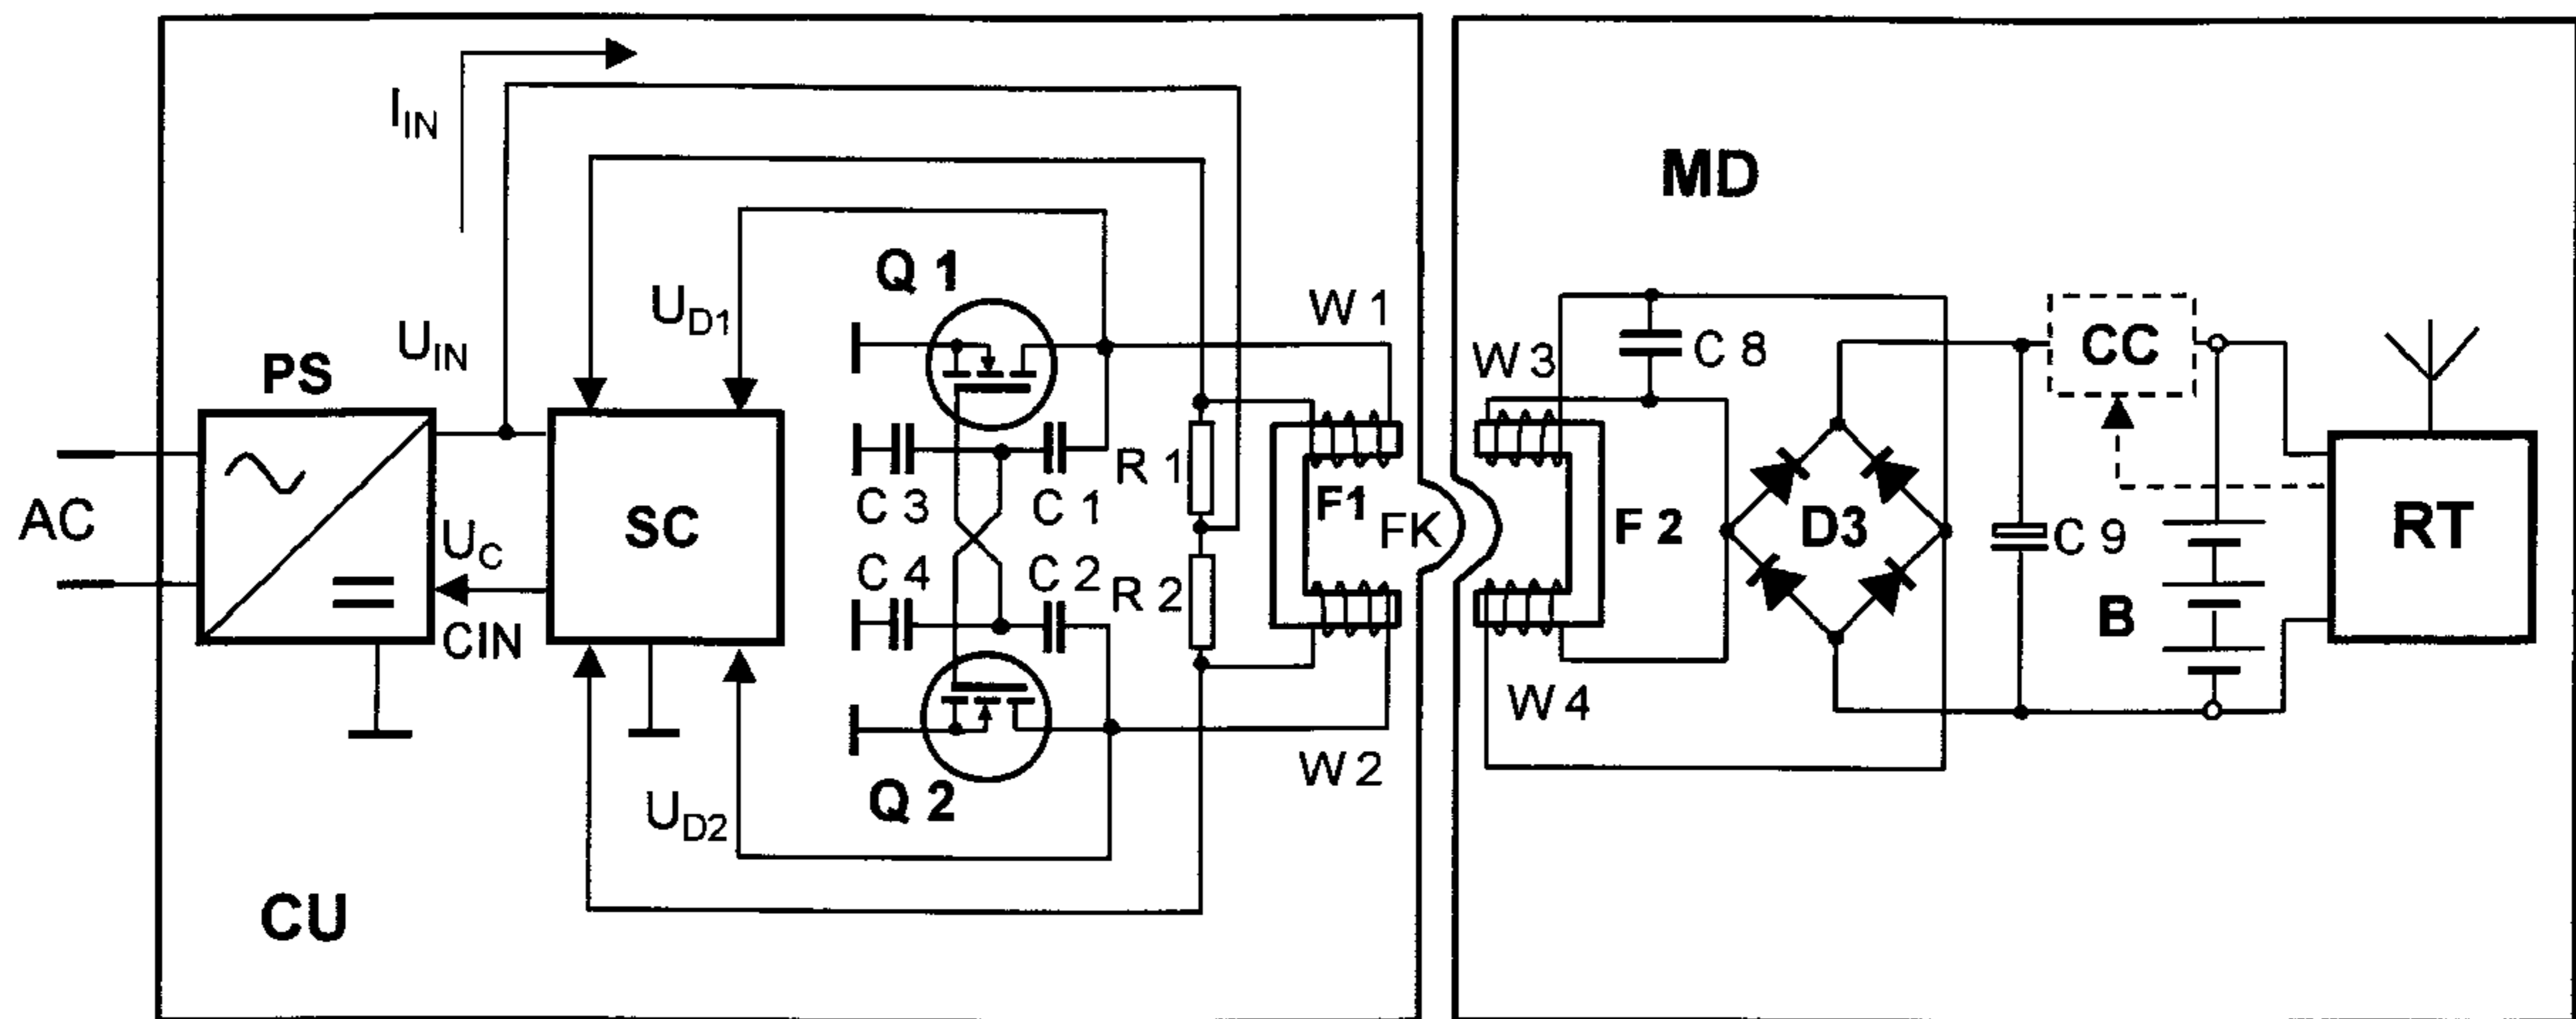 I_IN
MD
Q 1
W 1
U_D1
U_IN
PS
W 3
C 8
CC
AC
SC
C 3
C 1
R 1
F1
FK
F 2
D3
C 9
RT
U_C
CIN
C 4
C 2
R 2
B
W 4
W 2
Q 2
U_D2
CU